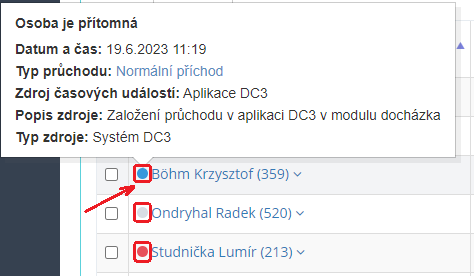 Osoba je přítomná
Datum a čas: 19.6.2023 11:19
Typ průchodu: Normální příchod
Zdroj časových událostí: Aplikace DC3
Popis zdroje: Založení průchodu v aplikaci DC3 v modulu docházka
Typ zdroje: Systém DC3
Böhm Krzysztof (359)
Ondryhal Radek (520)
Studnička Lumír (213)